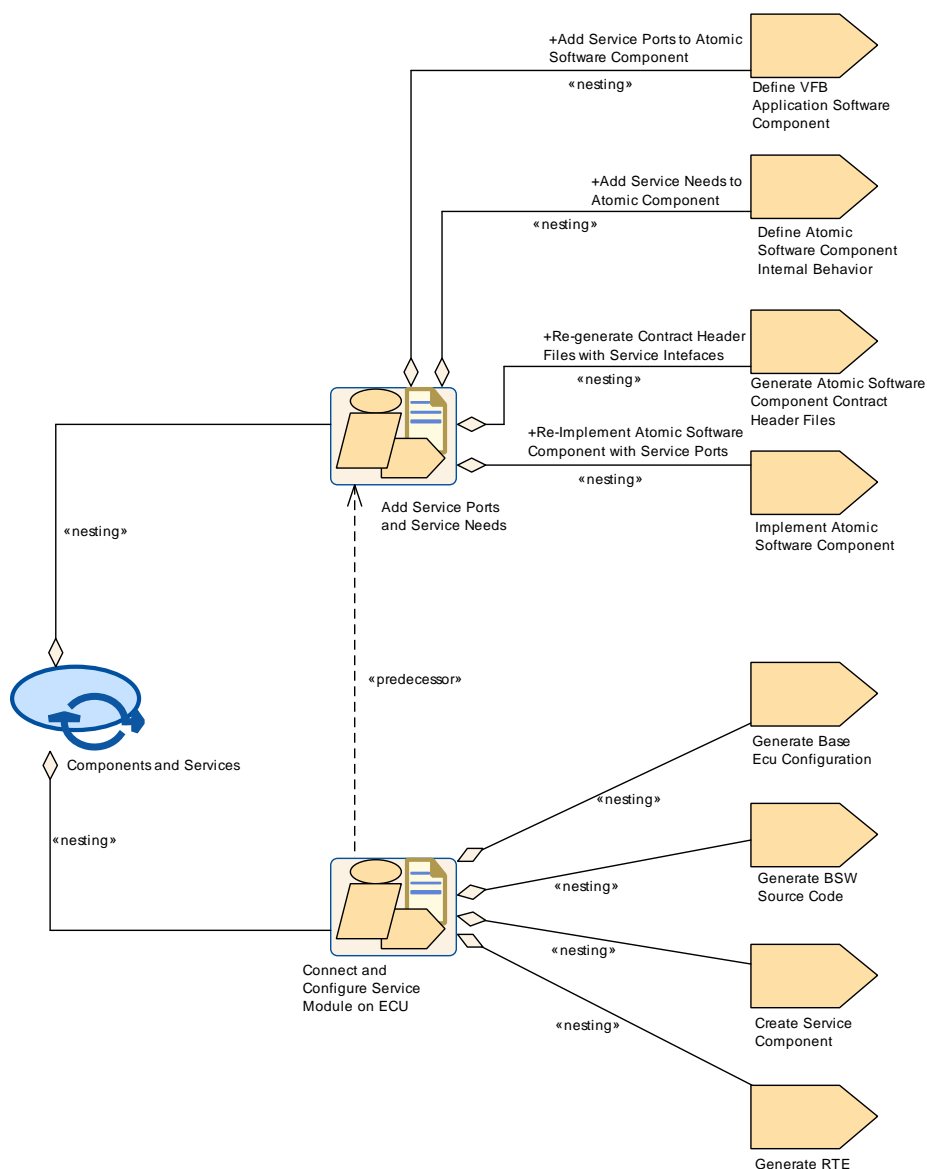 +Add Service Ports to Atomic
Software Component
«nesting»
Define VFB
Application Software
Component
+Add Service Needs to
Atomic Component
«nesting»
Define Atomic
Software Component
Internal Behavior
+Re-generate Contract Header
Files with Service Intefaces
«nesting»
Generate Atomic Software
Component Contract
Header Files
+Re-Implement Atomic Software
Component with Service Ports
«nesting»
Implement Atomic
Software Component
Add Service Ports
and Service Needs
«nesting»
«predecessor»
Components and Services
«nesting»
Connect and
Configure Service
Module on ECU
Generate Base
Ecu Configuration
«nesting»
Generate BSW
Source Code
«nesting»
Create Service
Component
«nesting»
«nesting»
Generate RTE